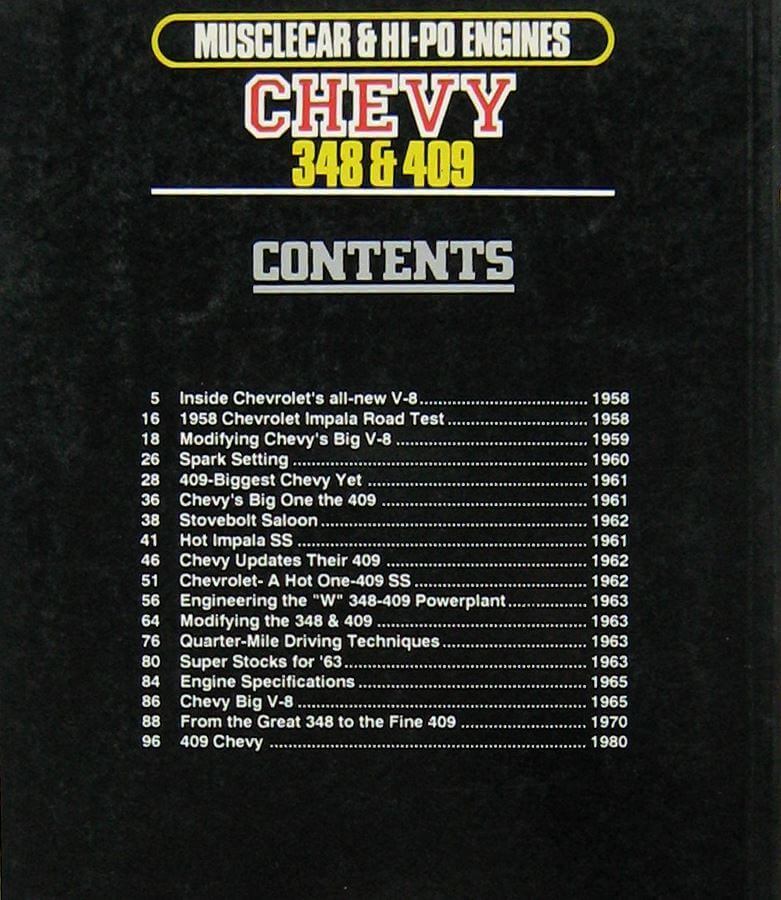 MUSCLECAR & HI-PO ENGINES
CHEVY
348 & 409
CONTENTS
5 Inside Chevrolet's all-new V-8 1958
16 1958 Chevrolet Impala Road Test 1958
18 Modifying Chevy's Big V-8 1959
26 Spark Setting 1960
28 409-Biggest Chevy Yet 1961
36 Chevy's Big One the 409 1961
38 Stovebolt Saloon 1962
41 Hot Impala SS 1961
46 Chevy Updates Their 409 1962
51 Chevrolet- A Hot One-409 SS 1962
56 Engineering the "W" 348-409 Powerplant 1963
64 Modifying the 348 & 409 1963
76 Quarter-Mile Driving Techniques 1963
80 Super Stocks for '63 1963
84 Engine Specifications 1965
86 Chevy Big V-8 1965
88 From the Great 348 to the Fine 409 1970
96 409 Chevy 1980